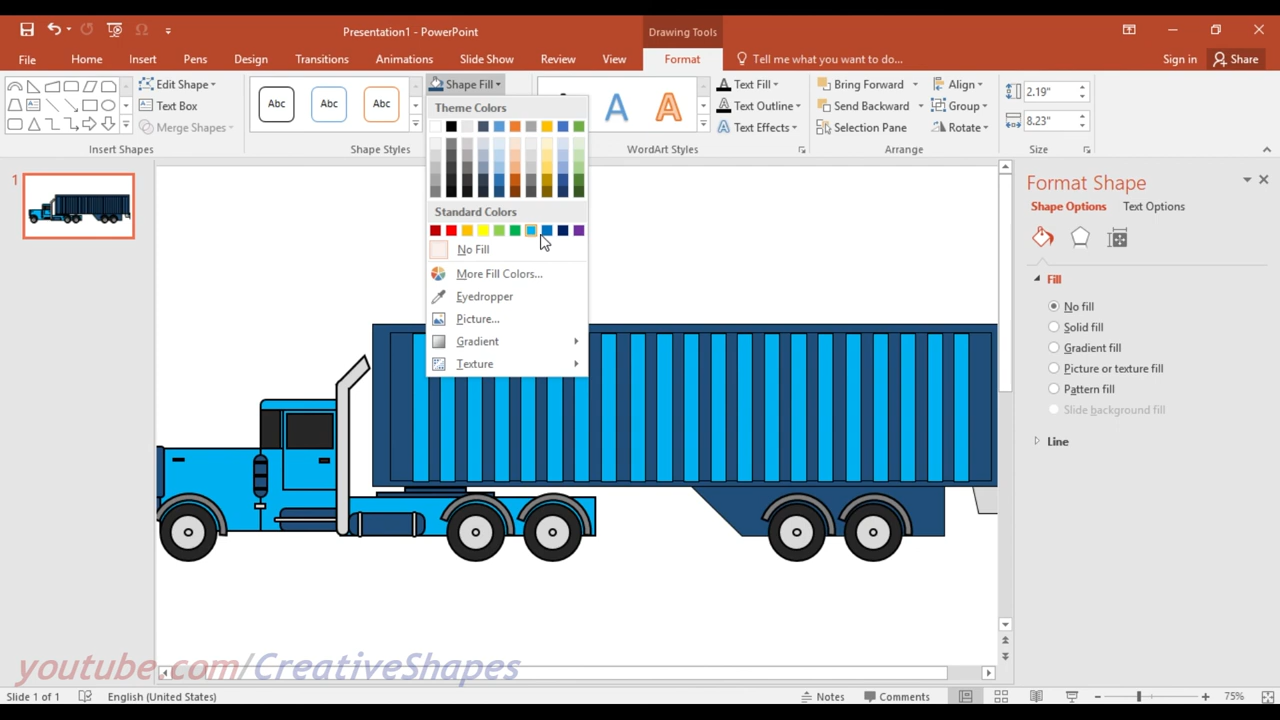 Presentation1 - PowerPoint
Drawing Tools
Sign in
Share
File
Home
Insert
Pens
Design
Transitions
Animations
Slide Show
Review
View
Format
Tell me what you want to do...
Edit Shape
Text Box
Merge Shapes
Insert Shapes
Abc
Abc
Abc
Shape Styles
Shape Fill
A
A
Text Fill
Text Outline
Text Effects
WordArt Styles
Bring Forward
Send Backward
Selection Pane
Align
Group
Rotate
Arrange
2.19"
8.23"
Size
Theme Colors
Standard Colors
No Fill
More Fill Colors...
Eyedropper
Picture...
Gradient
Texture
1
Format Shape
Shape Options
Text Options
Fill
No fill
Solid fill
Gradient fill
Picture or texture fill
Pattern fill
Slide background fill
Line
youtube.com/CreativeShapes
Slide 1 of 1
English (United States)
Notes
Comments
75%